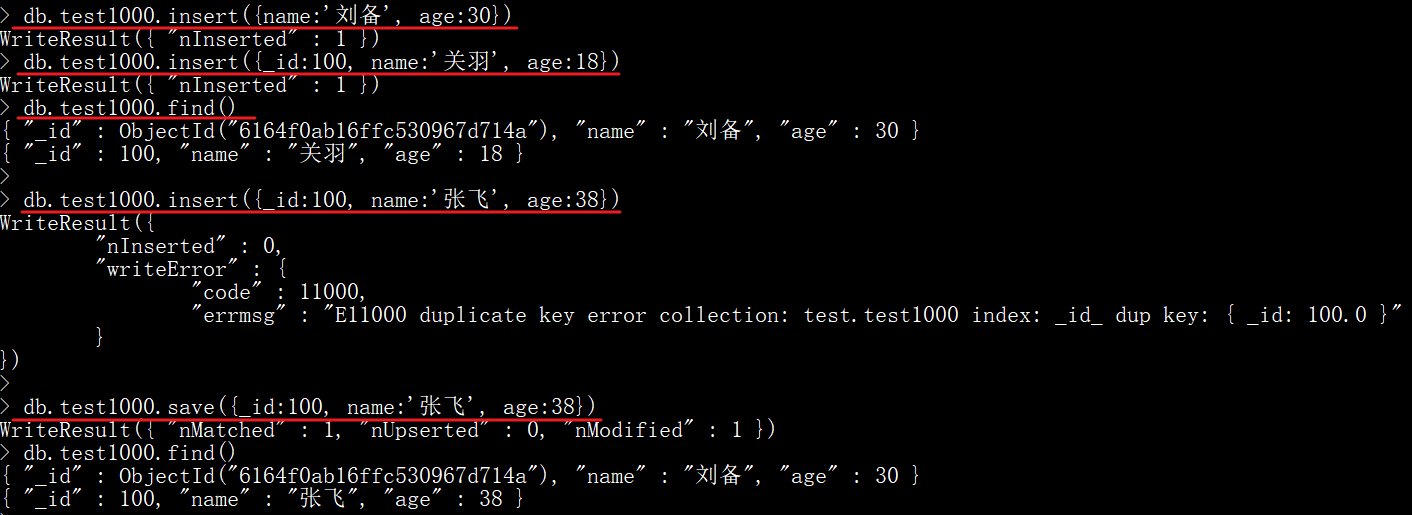 > db.test1000.insert({name:'刘备', age:30})
WriteResult({ "nInserted" : 1 })
> db.test1000.insert({_id:100, name:'关羽', age:18})
WriteResult({ "nInserted" : 1 })
> db.test1000.find()
{ "_id" : ObjectId("6164f0ab16ffc530967d714a"), "name" : "刘备", "age" : 30 }
{ "_id" : 100, "name" : "关羽", "age" : 18 }
>
> db.test1000.insert({_id:100, name:'张飞', age:38})
WriteResult({
        "nInserted" : 0,
        "writeError" : {
                "code" : 11000,
                "errmsg" : "E11000 duplicate key error collection: test.test1000 index: _id_ dup key: { _id: 100.0 }"
        }
})
>
> db.test1000.save({_id:100, name:'张飞', age:38})
WriteResult({ "nMatched" : 1, "nUpserted" : 0, "nModified" : 1 })
> db.test1000.find()
{ "_id" : ObjectId("6164f0ab16ffc530967d714a"), "name" : "刘备", "age" : 30 }
{ "_id" : 100, "name" : "张飞", "age" : 38 }